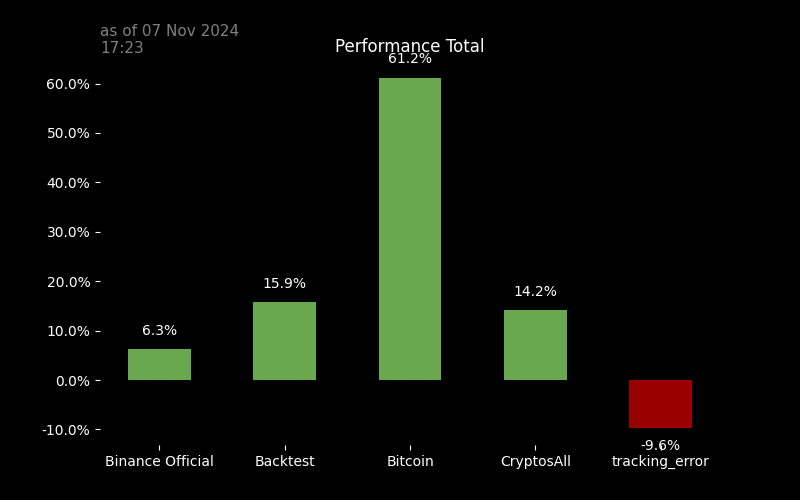 as of 07 Nov 2024
17:23
Performance Total
61.2%
60.0%
50.0%
40.0%
30.0%
20.0%
10.0%
0.0%
-10.0%
6.3%
15.9%
14.2%
-9.6%
Binance Official
Backtest
Bitcoin
CryptosAll
tracking_error